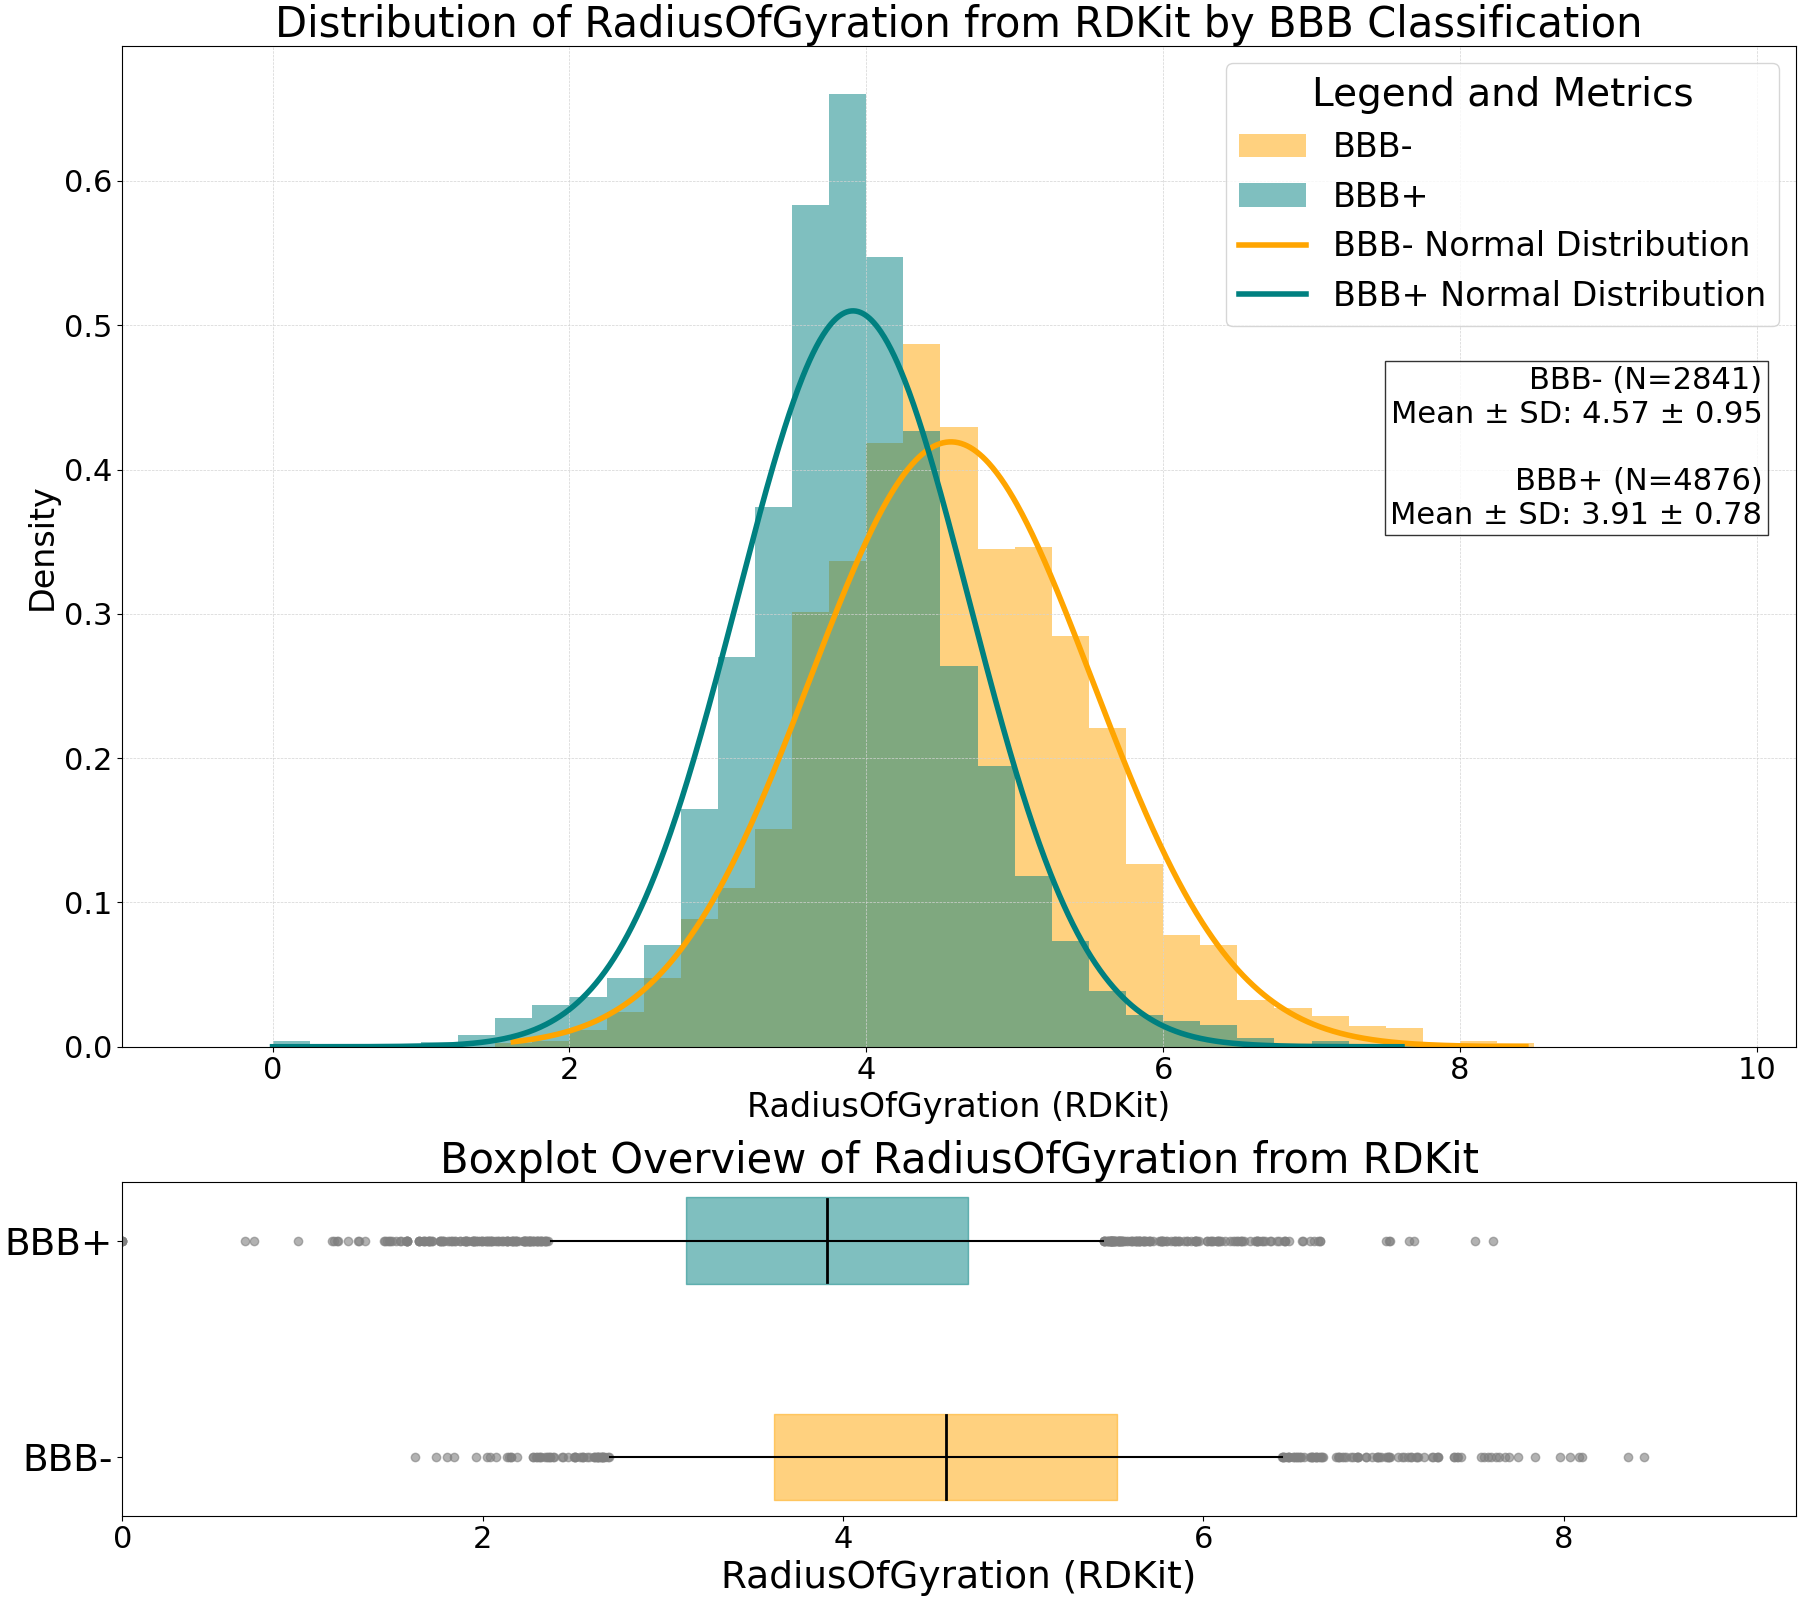 Distribution of RadiusOfGyration from RDKit by BBB Classification
Legend and Metrics
BBB-
BBB+
BBB- Normal Distribution
BBB+ Normal Distribution
BBB- (N=2841)
Mean ± SD: 4.57 ± 0.95
BBB+ (N=4876)
Mean ± SD: 3.91 ± 0.78
Density
0.6
0.5
0.4
0.3
0.2
0.1
0.0
0 2 4 6 8 10
RadiusOfGyration (RDKit)
Boxplot Overview of RadiusOfGyration from RDKit
BBB+
BBB-
0 2 4 6 8
RadiusOfGyration (RDKit)